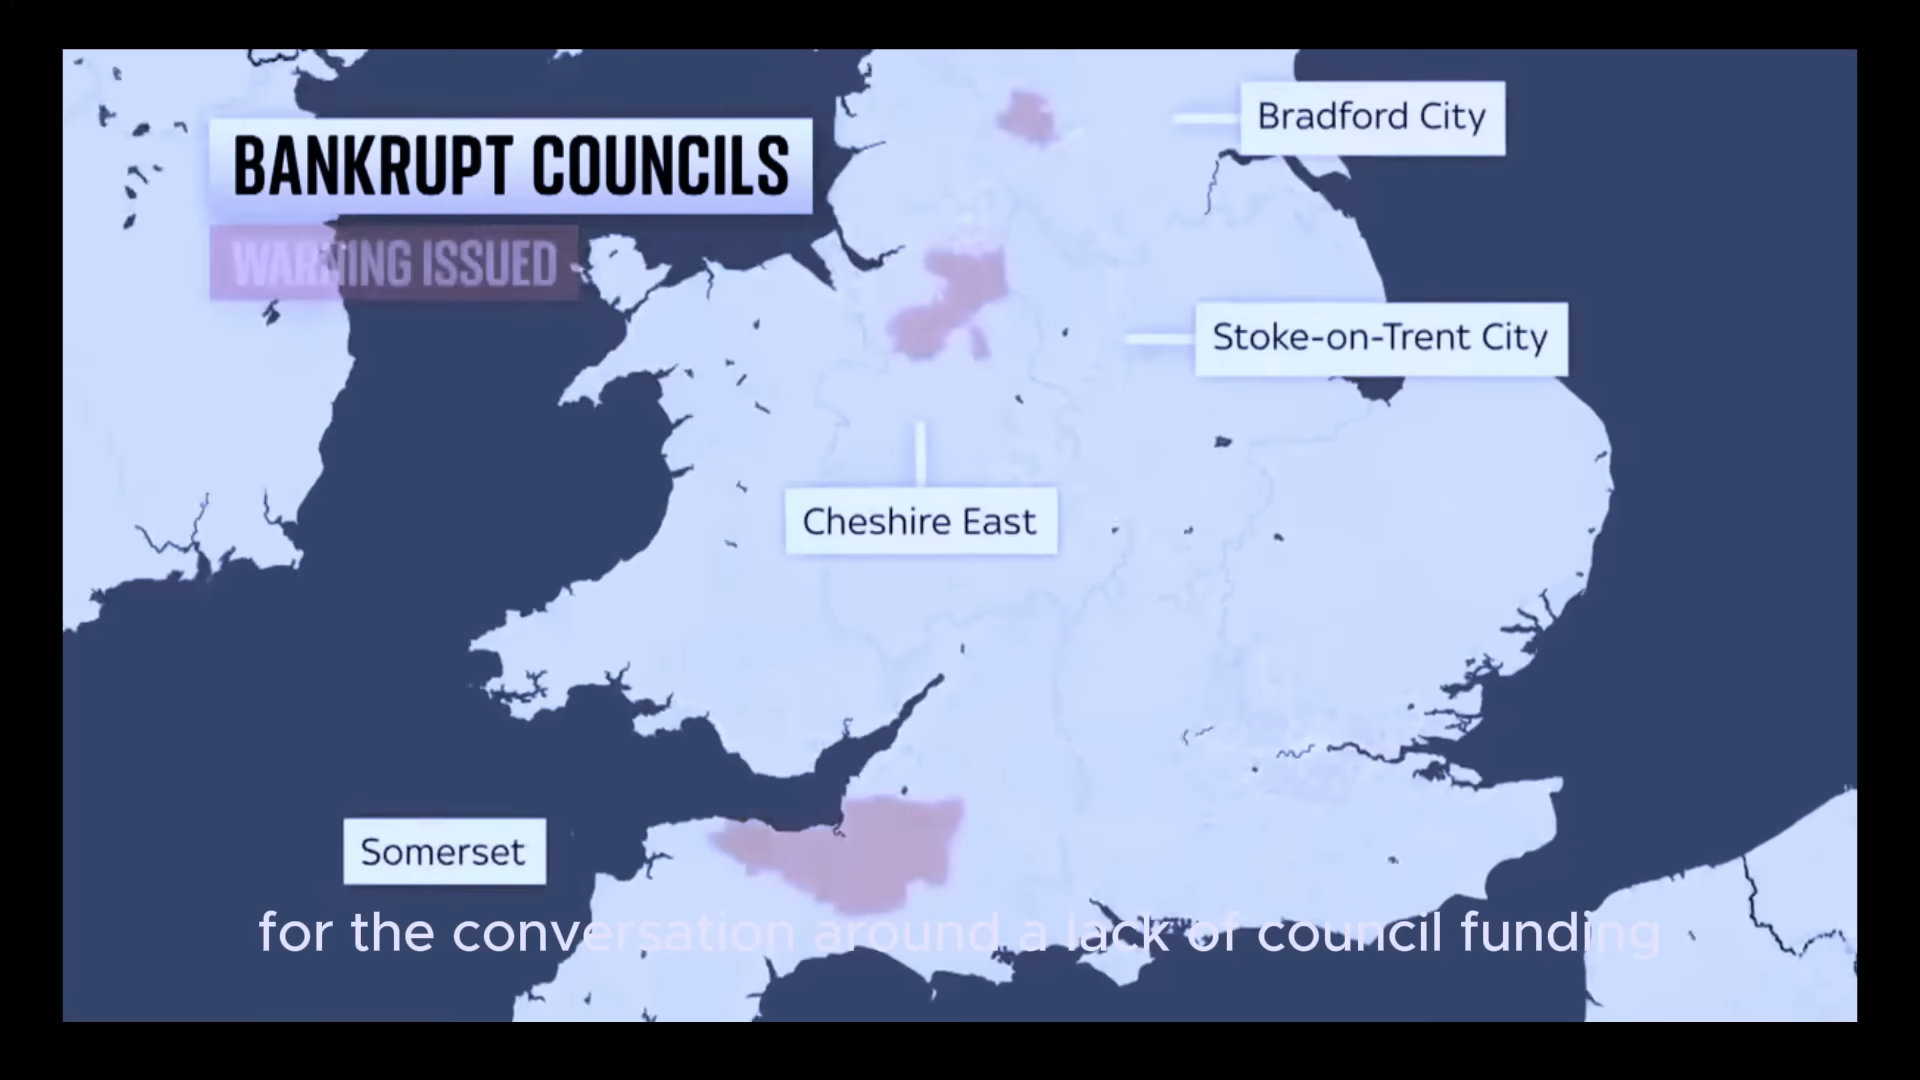 BANKRUPT COUNCILS
WARNING ISSUED
Bradford City
Stoke-on-Trent City
Cheshire East
Somerset
for the conversation around a lack of council funding